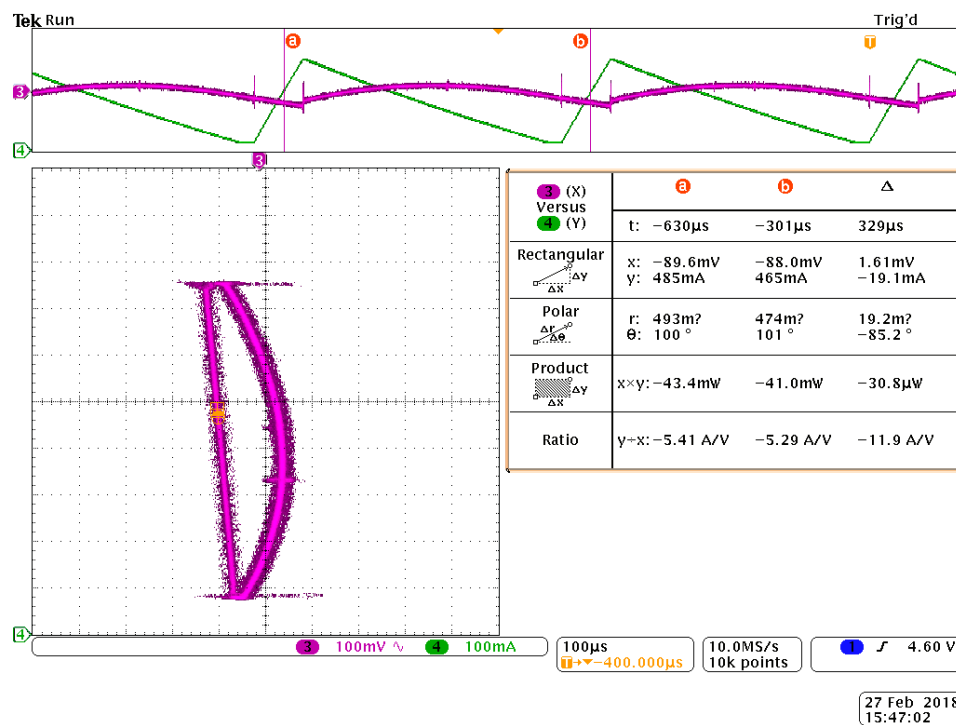 Tek Run Trig'd
a b
3 T
4
3
3 (X) a b Δ
Versus
4 (Y) t: −630µs −301µs 329µs
Rectangular x: −89.6mV −88.0mV 1.61mV
Δy y: 485mA 465mA −19.1mA
Δx
Polar r: 493m? 474m? 19.2m?
Δr θ: 100 ° 101 ° −85.2 °
Δθ
Product
Δy x×y: −43.4mW −41.0mW −30.8µW
Δx
Ratio y÷x: −5.41 A/V −5.29 A/V −11.9 A/V
4
3 100mV ∿ 4 100mA 100µs 10.0MS/s 1 4.60 V
T→▼−400.000µs 10k points
27 Feb 2018
15:47:02